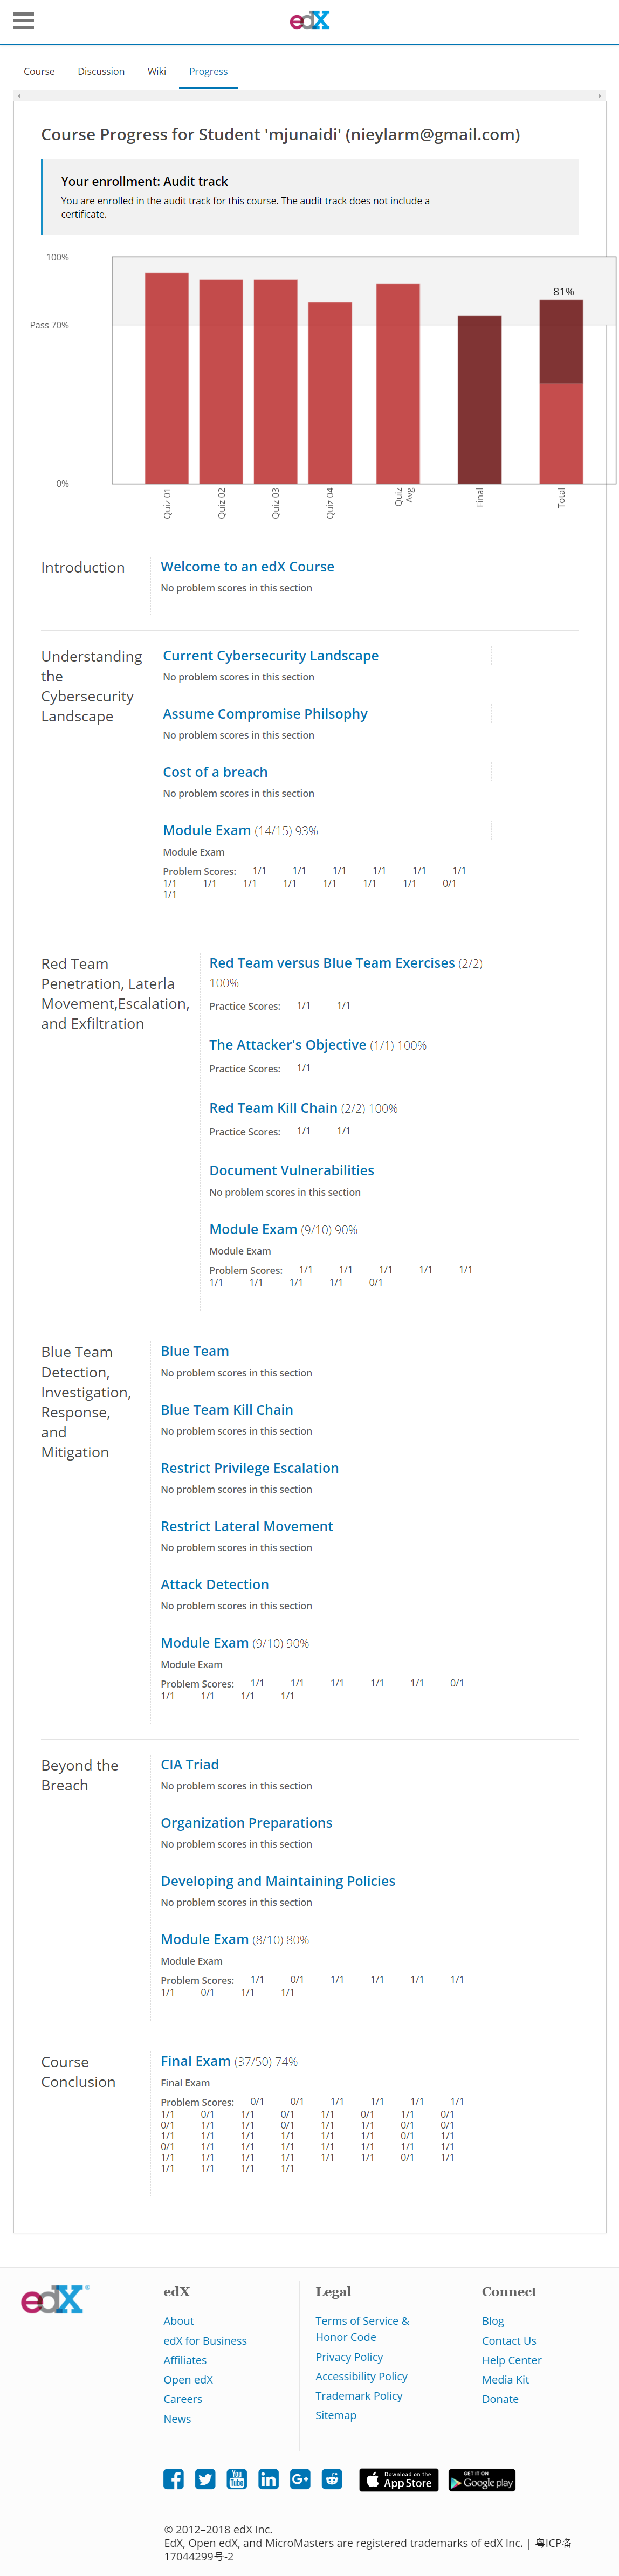 edX
Course Discussion Wiki Progress
Course Progress for Student 'mjunaidi' (nieylarm@gmail.com)
Your enrollment: Audit track
You are enrolled in the audit track for this course. The audit track does not include a
certificate.
100%
81%
Pass 70%
0%
Quiz 01
Quiz 02
Quiz 03
Quiz 04
Quiz
Avg
Final
Total
Introduction
Welcome to an edX Course
No problem scores in this section
Understanding
the
Cybersecurity
Landscape
Current Cybersecurity Landscape
No problem scores in this section
Assume Compromise Philsophy
No problem scores in this section
Cost of a breach
No problem scores in this section
Module Exam (14/15) 93%
Module Exam
Problem Scores: 1/1 1/1 1/1 1/1 1/1 1/1
1/1 1/1 1/1 1/1 1/1 1/1 1/1 0/1
1/1
Red Team
Penetration, Laterla
Movement,Escalation,
and Exfiltration
Red Team versus Blue Team Exercises (2/2)
100%
Practice Scores: 1/1 1/1
The Attacker's Objective (1/1) 100%
Practice Scores: 1/1
Red Team Kill Chain (2/2) 100%
Practice Scores: 1/1 1/1
Document Vulnerabilities
No problem scores in this section
Module Exam (9/10) 90%
Module Exam
Problem Scores: 1/1 1/1 1/1 1/1 1/1
1/1 1/1 1/1 1/1 0/1
Blue Team
Detection,
Investigation,
Response,
and
Mitigation
Blue Team
No problem scores in this section
Blue Team Kill Chain
No problem scores in this section
Restrict Privilege Escalation
No problem scores in this section
Restrict Lateral Movement
No problem scores in this section
Attack Detection
No problem scores in this section
Module Exam (9/10) 90%
Module Exam
Problem Scores: 1/1 1/1 1/1 1/1 1/1 0/1
1/1 1/1 1/1 1/1
Beyond the
Breach
CIA Triad
No problem scores in this section
Organization Preparations
No problem scores in this section
Developing and Maintaining Policies
No problem scores in this section
Module Exam (8/10) 80%
Module Exam
Problem Scores: 1/1 0/1 1/1 1/1 1/1 1/1
1/1 0/1 1/1 1/1
Course
Conclusion
Final Exam (37/50) 74%
Final Exam
Problem Scores: 0/1 0/1 1/1 1/1 1/1 1/1
1/1 0/1 1/1 0/1 1/1 0/1 1/1 0/1
0/1 1/1 1/1 0/1 1/1 1/1 0/1 0/1
1/1 1/1 1/1 1/1 1/1 1/1 0/1 1/1
0/1 1/1 1/1 1/1 1/1 1/1 1/1 1/1
1/1 1/1 1/1 1/1 1/1 1/1 0/1 1/1
1/1 1/1 1/1 1/1
edX®
edX
About
edX for Business
Affiliates
Open edX
Careers
News
Legal
Terms of Service &
Honor Code
Privacy Policy
Accessibility Policy
Trademark Policy
Sitemap
Connect
Blog
Contact Us
Help Center
Media Kit
Donate
You
Tube
in
G+
Download on the
App Store
GET IT ON
Google play
© 2012–2018 edX Inc.
EdX, Open edX, and MicroMasters are registered trademarks of edX Inc. | 粤ICP备
17044299号-2